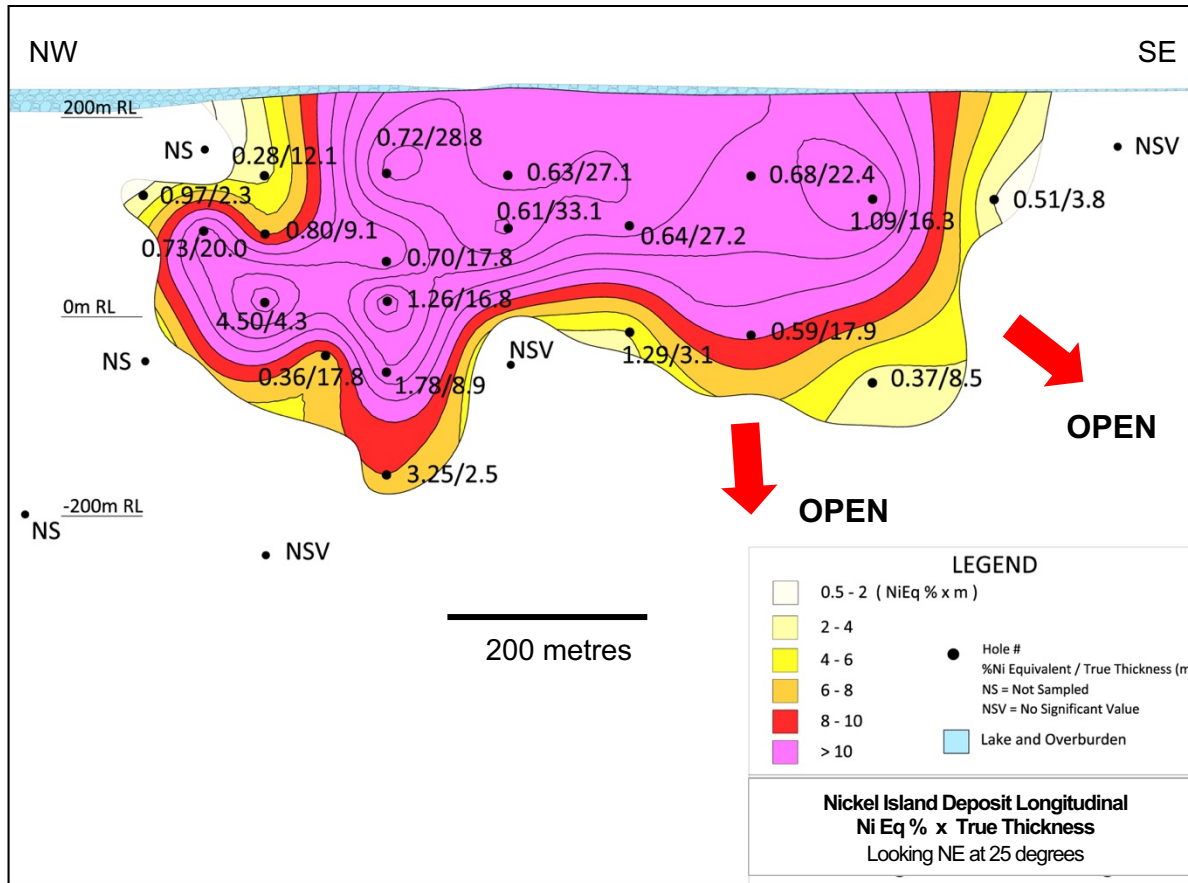 NW
SE
200m RL
NS
NSV
0.72/28.8
0.28/12.1
0.63/27.1
0.68/22.4
0.97/2.3
0.51/3.8
0.61/33.1
1.09/16.3
0.80/9.1
0.64/27.2
0.73/20.0
0.70/17.8
1.26/16.8
0m RL
4.50/4.3
0.59/17.9
NSV
1.29/3.1
NS
0.36/17.8
1.78/8.9
0.37/8.5
OPEN
3.25/2.5
-200m RL
OPEN
NS
NSV
200 metres
LEGEND
0.5 - 2 ( NiEq % x m )
2 - 4
4 - 6
6 - 8
8 - 10
> 10
Hole #
%Ni Equivalent / True Thickness (m
NS = Not Sampled
NSV = No Significant Value
Lake and Overburden
Nickel Island Deposit Longitudinal
Ni Eq % x True Thickness
Looking NE at 25 degrees